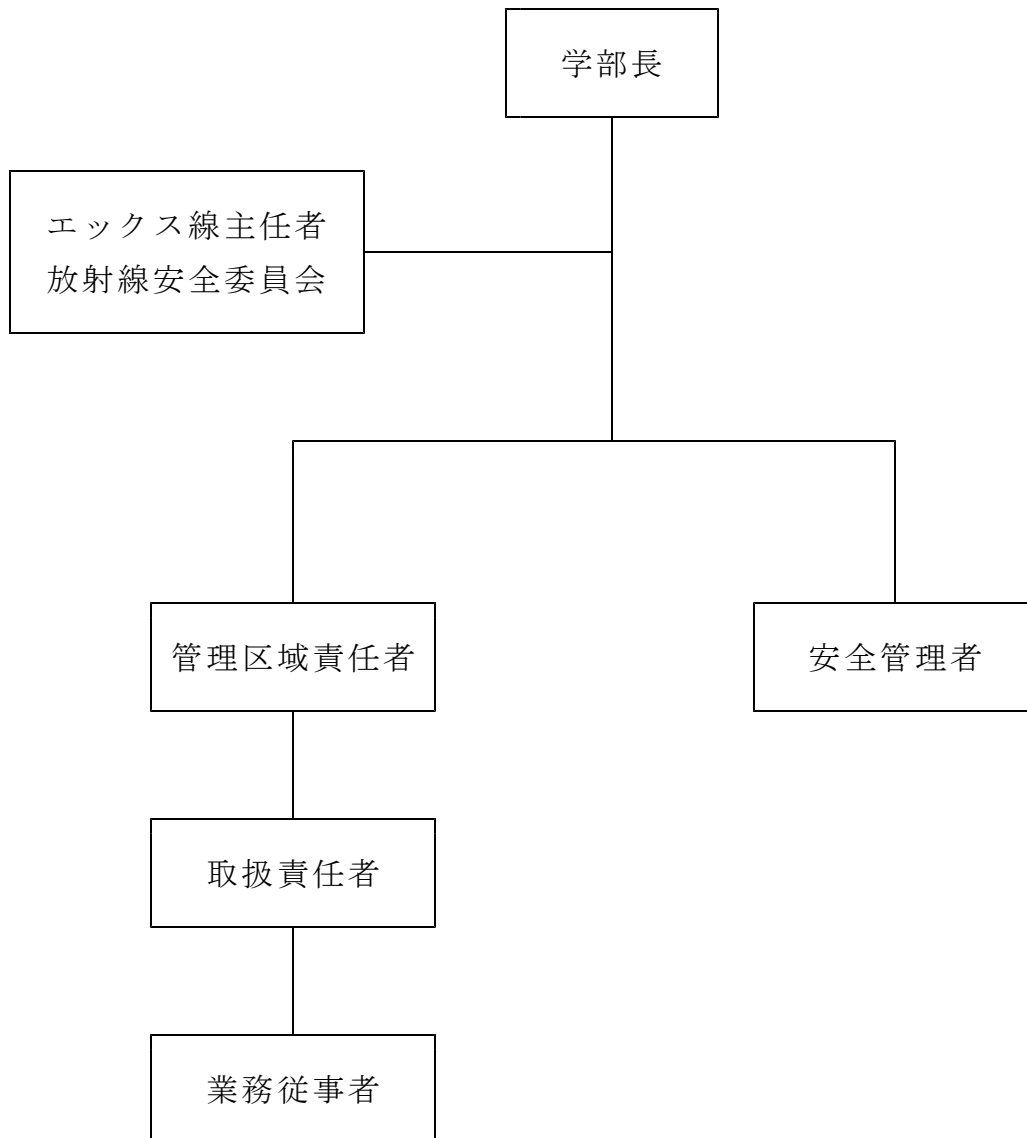 学部長
エックス線主任者
放射線安全委員会
管理区域責任者
安全管理者
取扱責任者
業務従事者